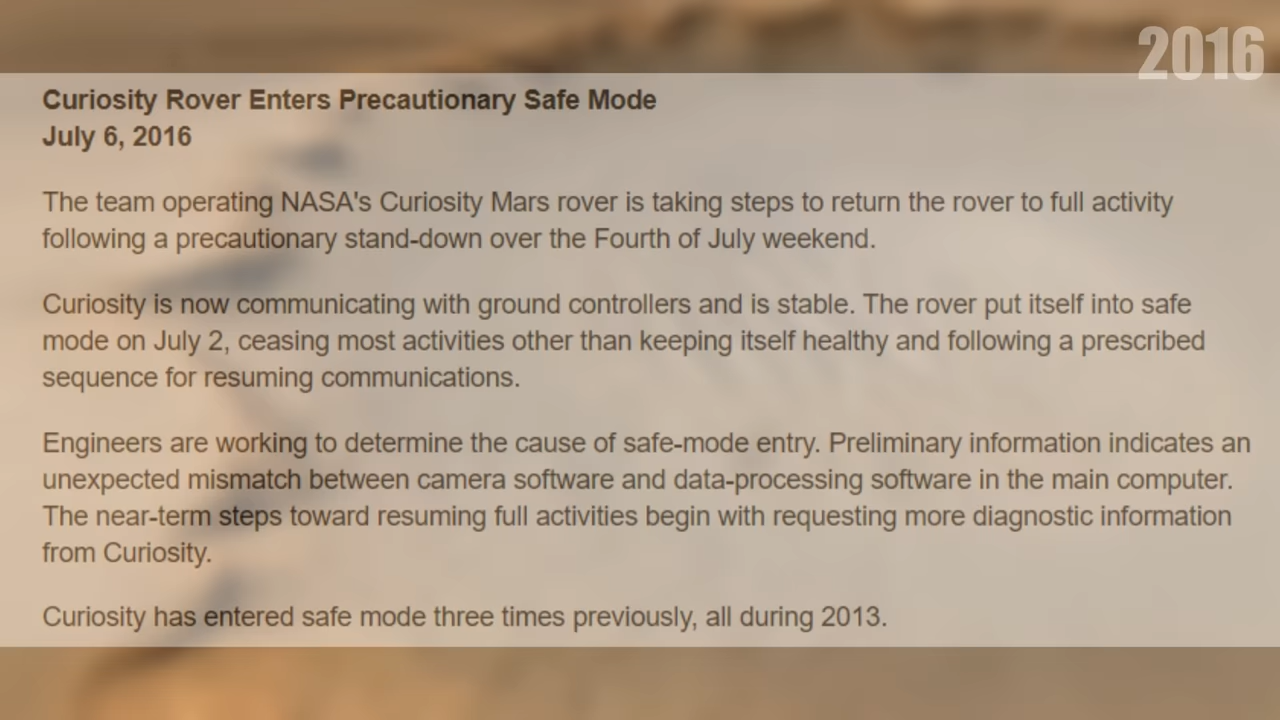 2016
Curiosity Rover Enters Precautionary Safe Mode
July 6, 2016
The team operating NASA's Curiosity Mars rover is taking steps to return the rover to full activity
following a precautionary stand-down over the Fourth of July weekend.
Curiosity is now communicating with ground controllers and is stable. The rover put itself into safe
mode on July 2, ceasing most activities other than keeping itself healthy and following a prescribed
sequence for resuming communications.
Engineers are working to determine the cause of safe-mode entry. Preliminary information indicates an
unexpected mismatch between camera software and data-processing software in the main computer.
The near-term steps toward resuming full activities begin with requesting more diagnostic information
from Curiosity.
Curiosity has entered safe mode three times previously, all during 2013.